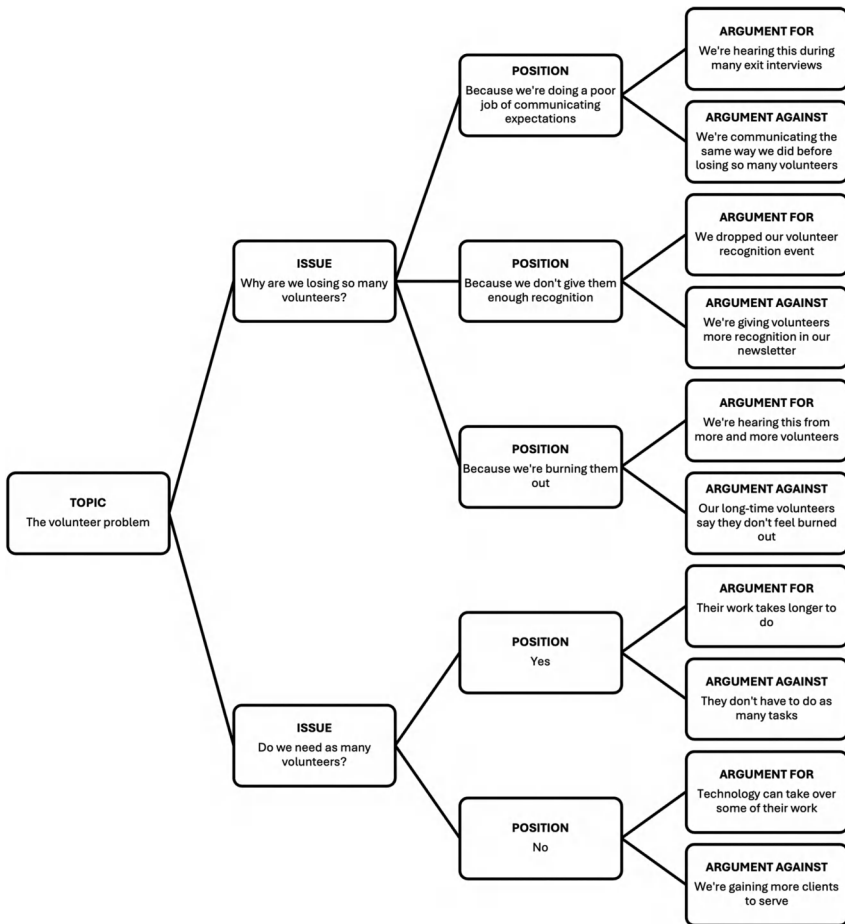 TOPIC
The volunteer problem
ISSUE
Why are we losing so many
volunteers?
POSITION
Because we're doing a poor
job of communicating
expectations
ARGUMENT FOR
We're hearing this during
many exit interviews
ARGUMENT AGAINST
We're communicating the
same way we did before
losing so many volunteers
POSITION
Because we don't give them
enough recognition
ARGUMENT FOR
We dropped our volunteer
recognition event
ARGUMENT AGAINST
We're giving volunteers
more recognition in our
newsletter
POSITION
Because we're burning them
out
ARGUMENT FOR
We're hearing this from
more and more volunteers
ARGUMENT AGAINST
Our long-time volunteers
say they don't feel burned
out
ISSUE
Do we need as many
volunteers?
POSITION
Yes
ARGUMENT FOR
Their work takes longer to
do
ARGUMENT AGAINST
They don't have to do as
many tasks
POSITION
No
ARGUMENT FOR
Technology can take over
some of their work
ARGUMENT AGAINST
We're gaining more clients
to serve